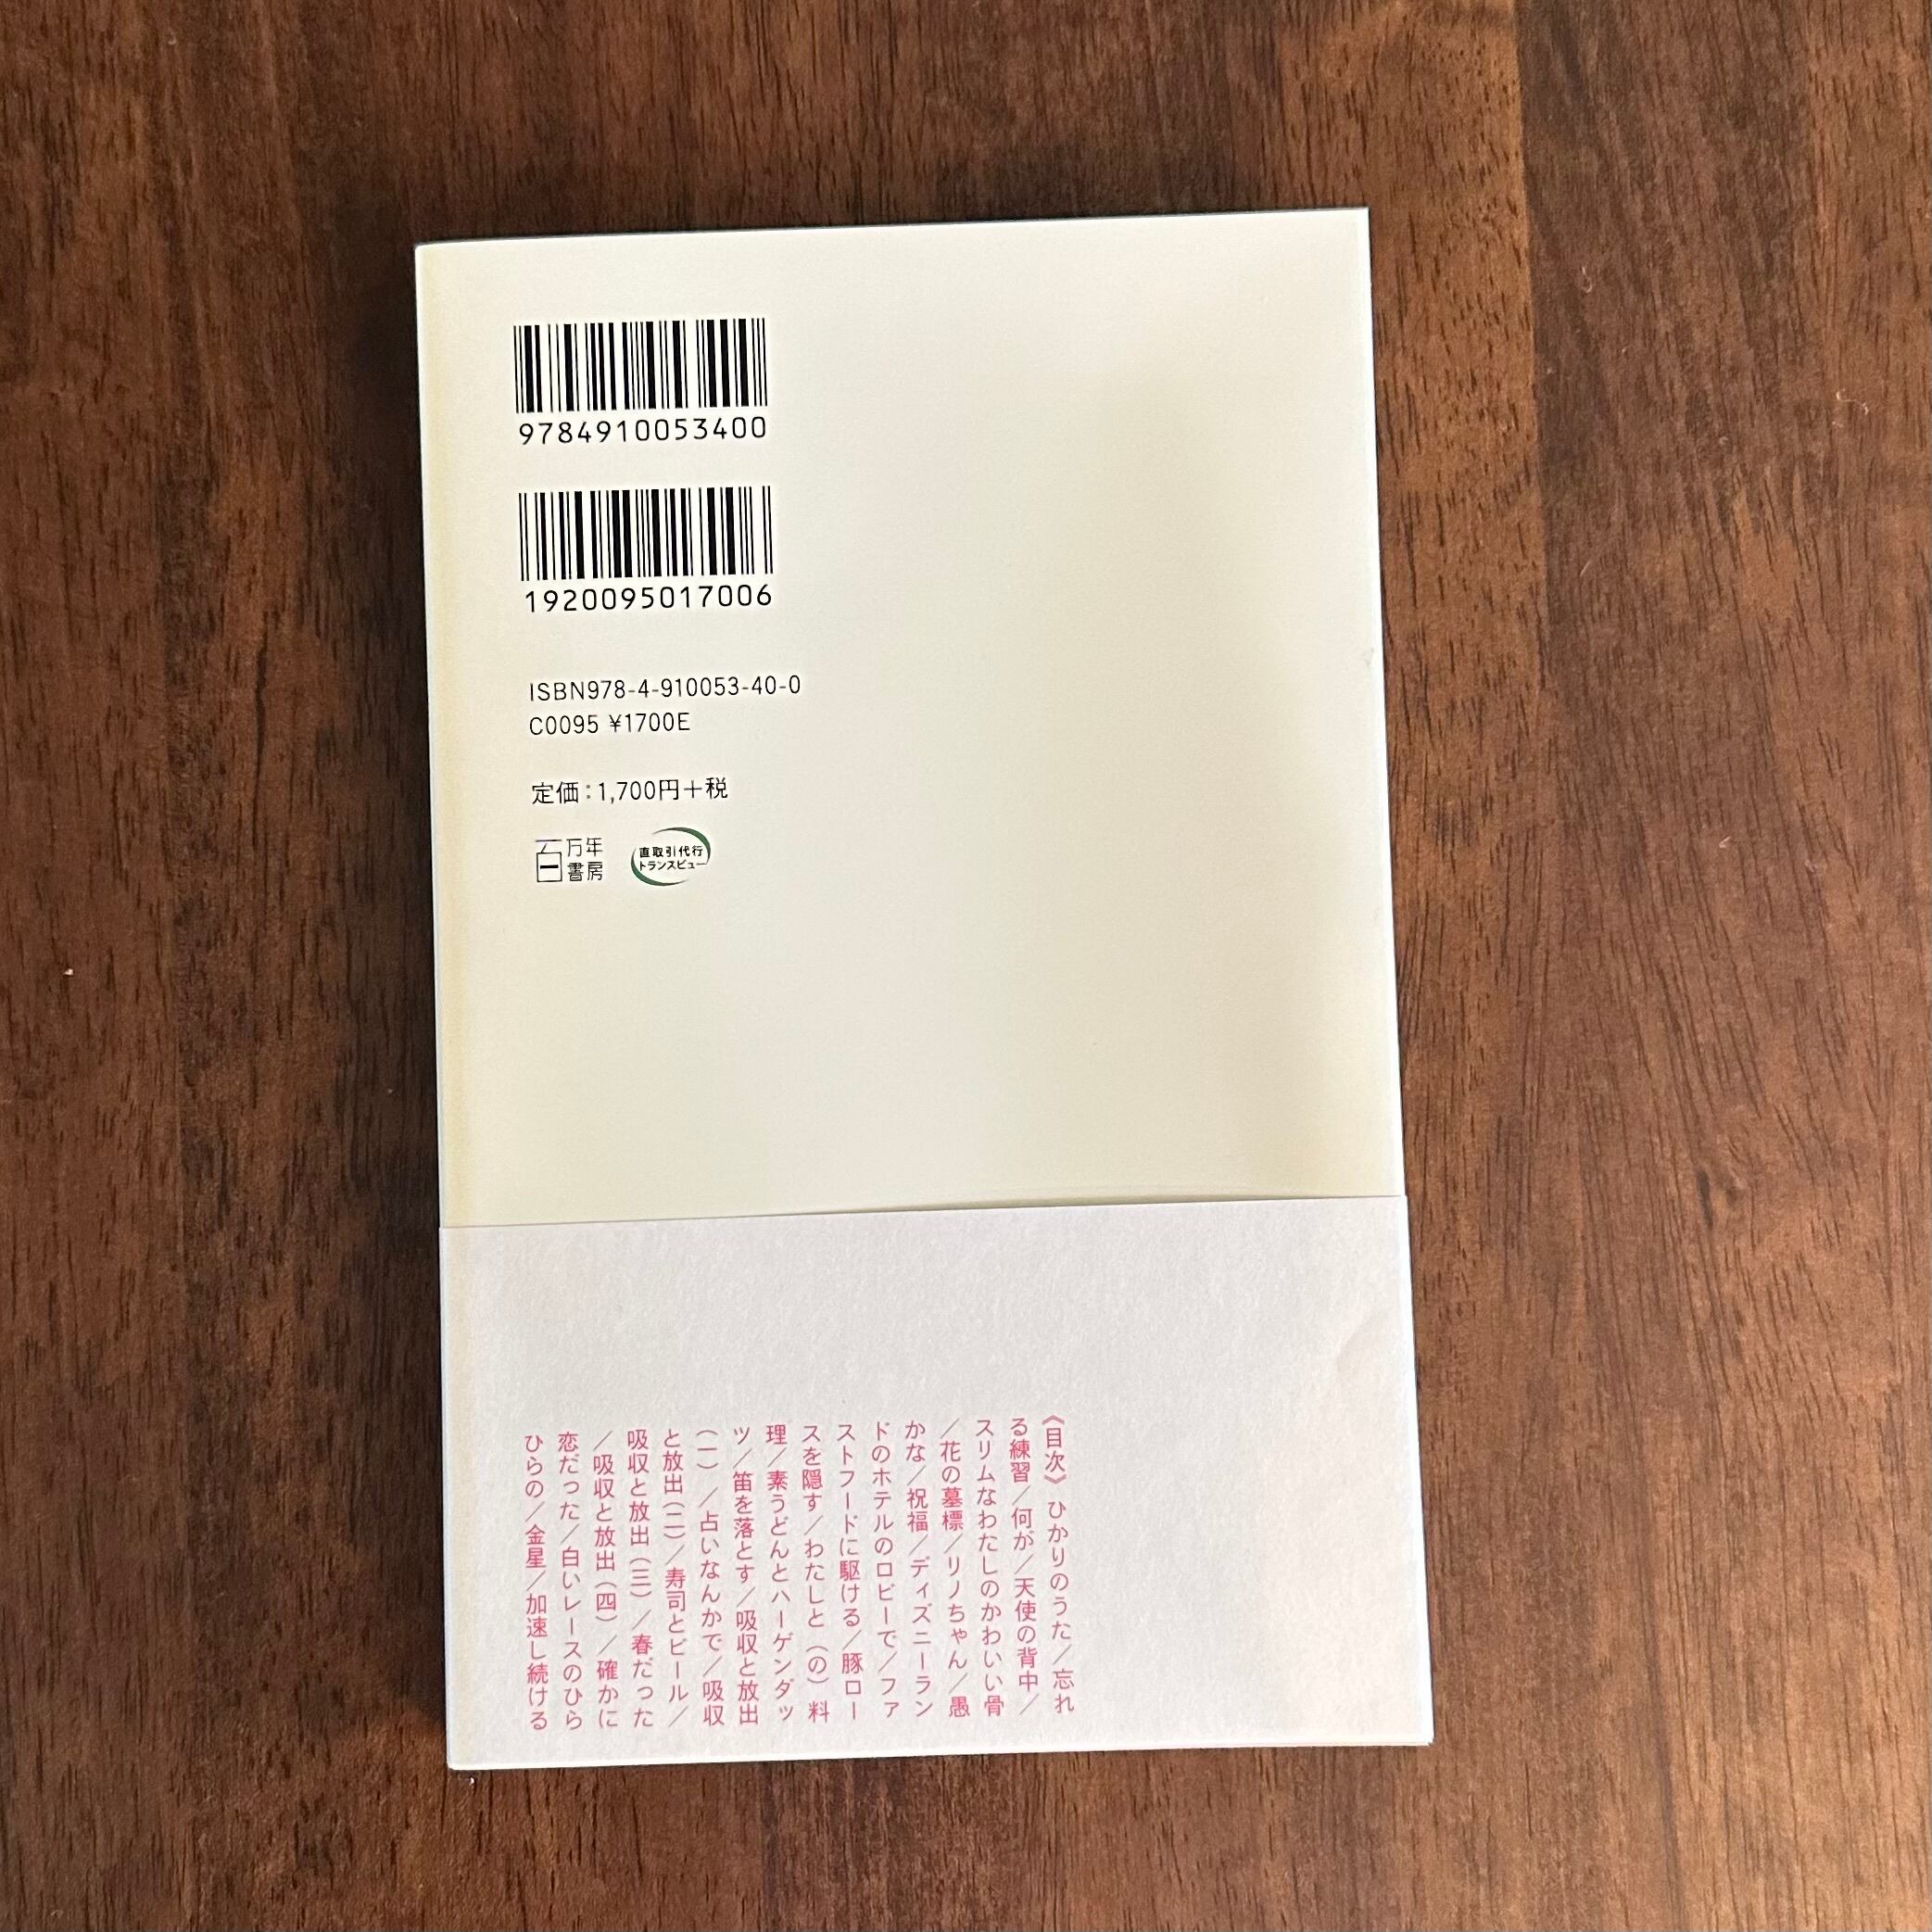 9784910053400
1920095017006
ISBN978-4-910053-40-0
C0095 ¥1700E
定価:1,700円+税
百万年
書房
直取引代行
トランスビュー
《目次》ひかりのうた/忘れ
る練習/何が/天使の背中/
スリムなわたしのかわいい骨
/花の墓標/リノちゃん/愚
かな/祝福/ディズニーラン
ドのホテルのロビーで/ファ
ストフードに駆ける/豚ロー
スを隠す/わたしと(の)料
理/素うどんとハーゲンダッ
ツ/笛を落とす/吸収と放出
(一)/占いなんかで/吸収
と放出(二)/寿司とビール/
吸収と放出(三)/春だった
/吸収と放出(四)/確かに
恋だった/白いレースのひら
ひらの/金星/加速し続ける